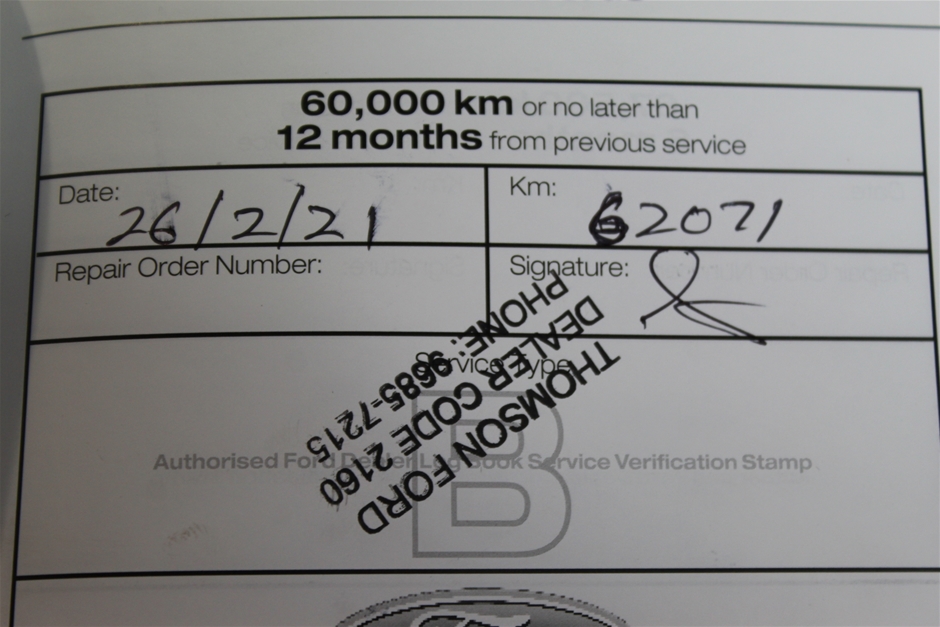 60,000 km or no later than
12 months from previous service
Date: 26/2/21
Km: 62071
Repair Order Number:
Signature:
Service Type
B
Authorised Ford Dealer Log Book Service Verification Stamp
THOMSON FORD
DEALER CODE 2160
PHONE: 9685-7215